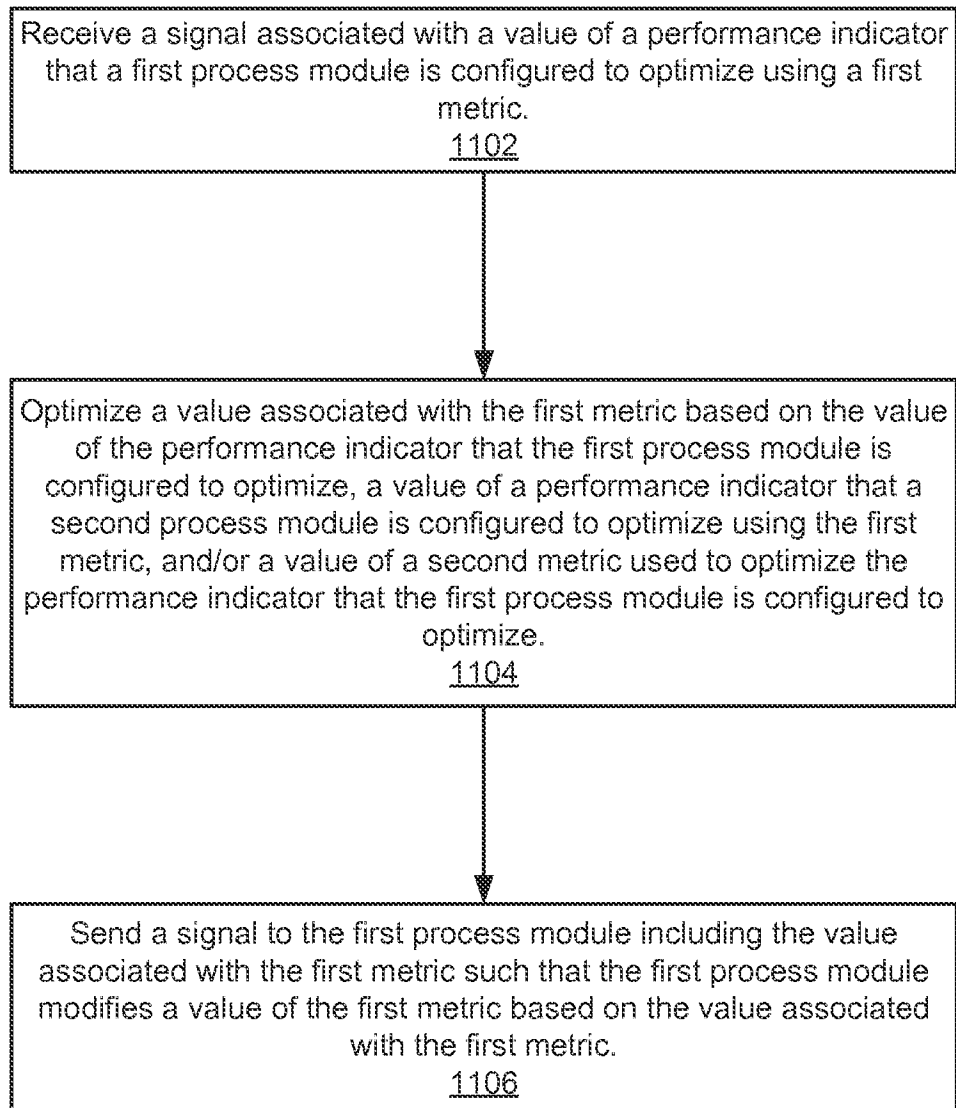 Receive a signal associated with a value of a performance indicator
that a first process module is configured to optimize using a first
metric.
1102
Optimize a value associated with the first metric based on the value
of the performance indicator that the first process module is
configured to optimize, a value of a performance indicator that a
second process module is configured to optimize using the first
metric, and/or a value of a second metric used to optimize the
performance indicator that the first process module is configured to
optimize.
1104
Send a signal to the first process module including the value
associated with the first metric such that the first process module
modifies a value of the first metric based on the value associated
with the first metric.
1106